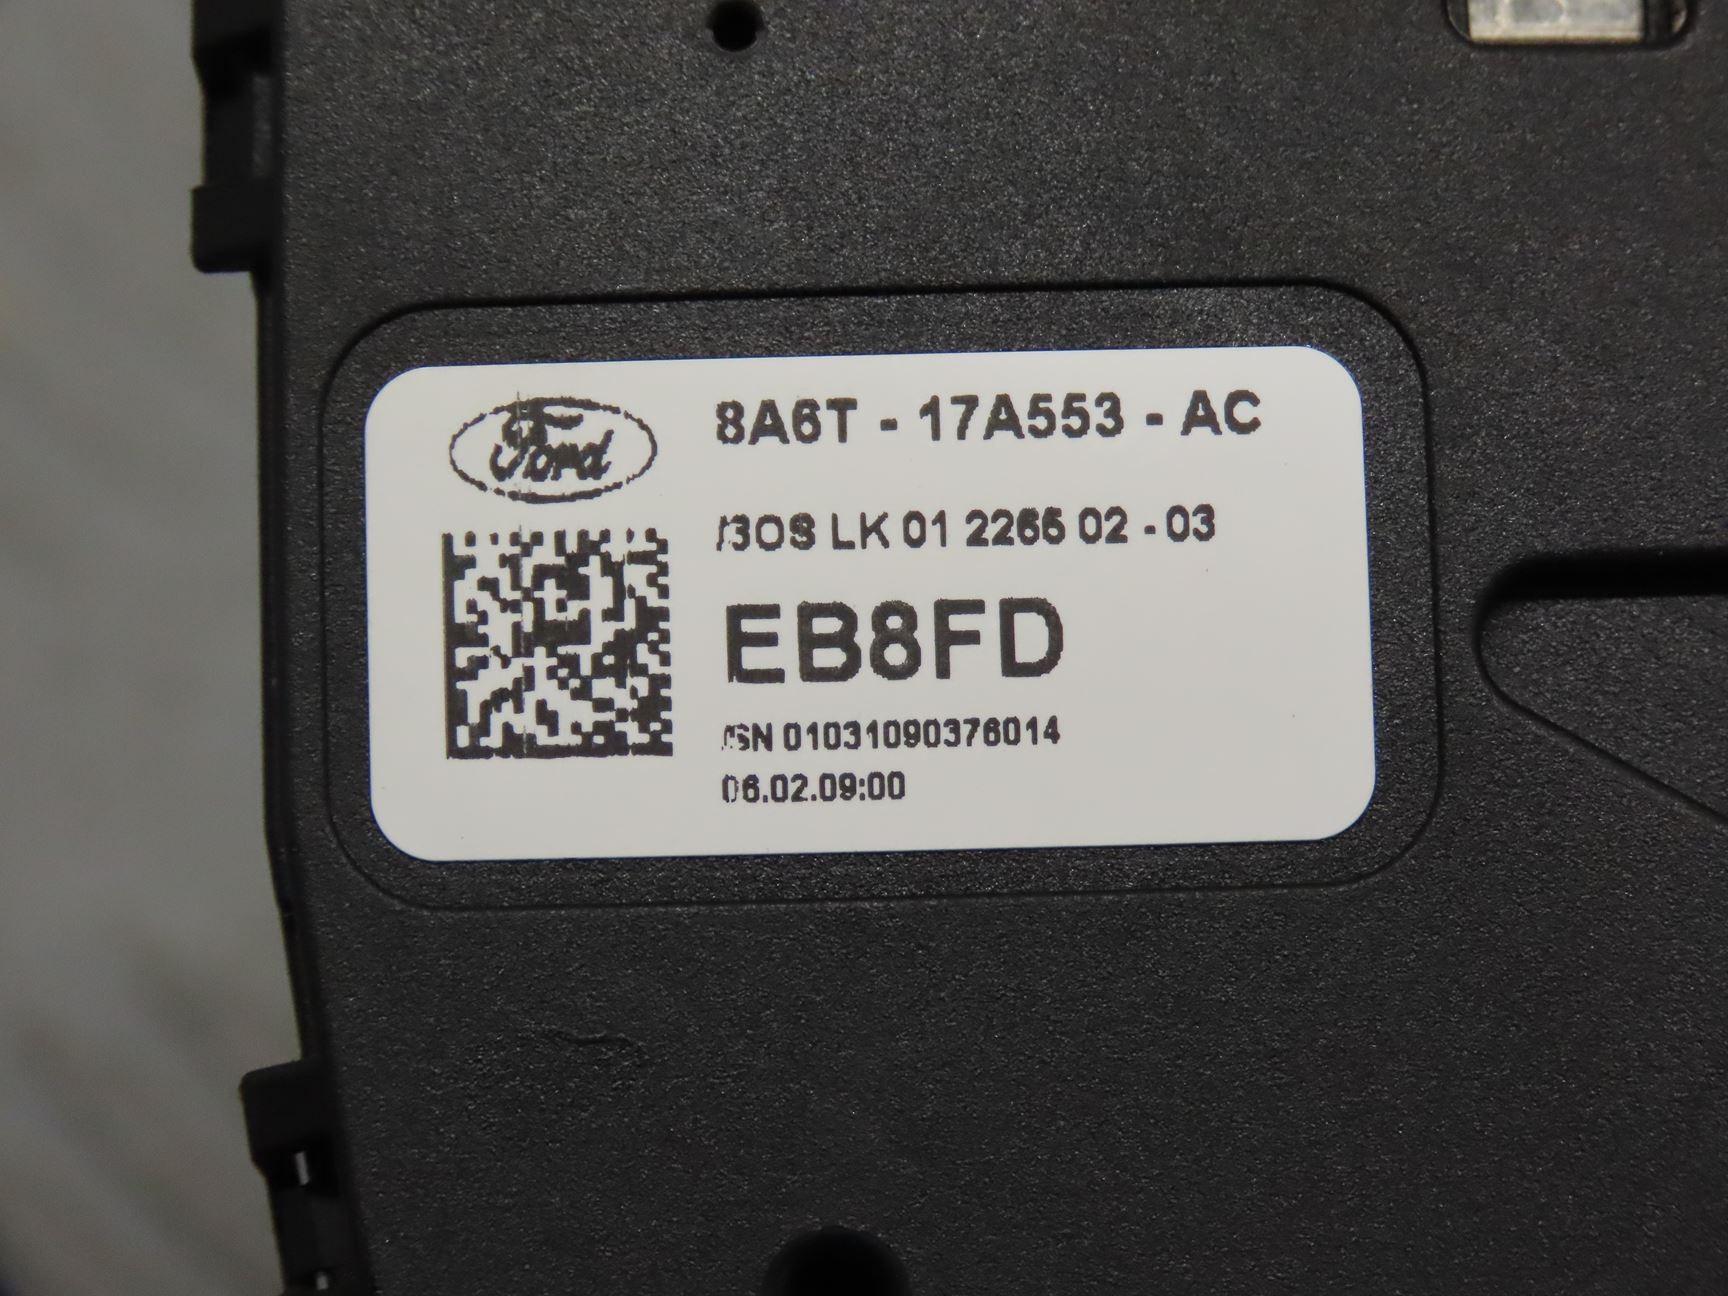 Ford
8A6T - 17A553 - AC
/3OS LK 01 2266 02 - 03
EB8FD
/SN 01031090376014
06.02.09:00